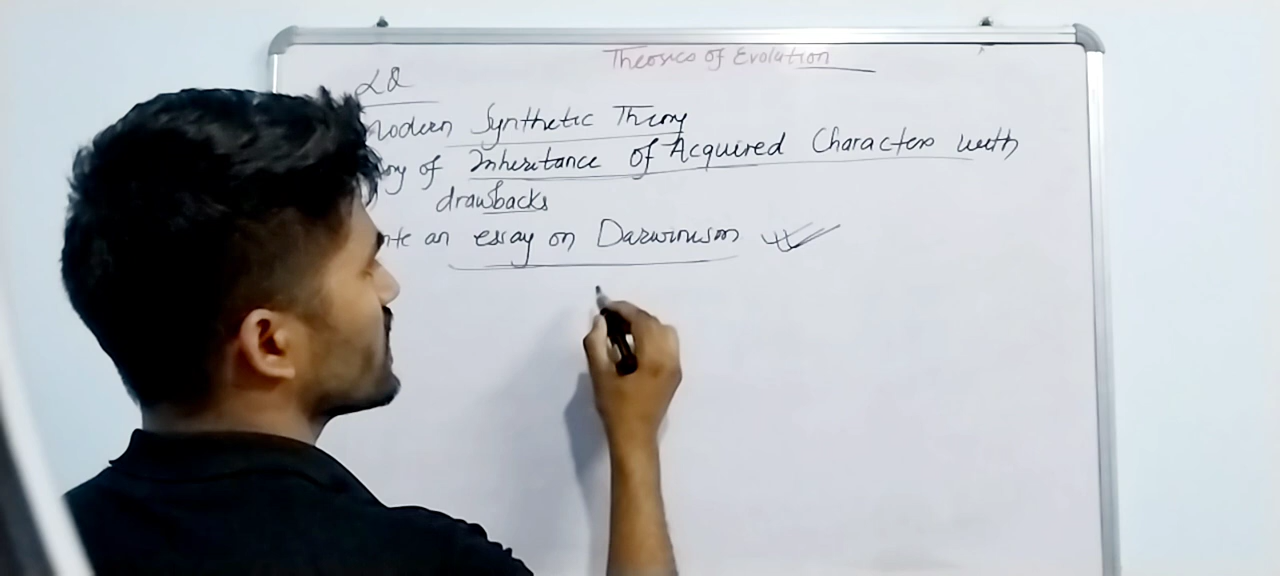 Theories of Evolution
LQ
Modern Synthetic Theory
of Inheritance of Acquired Characters with
drawbacks
an essay on Darwinism